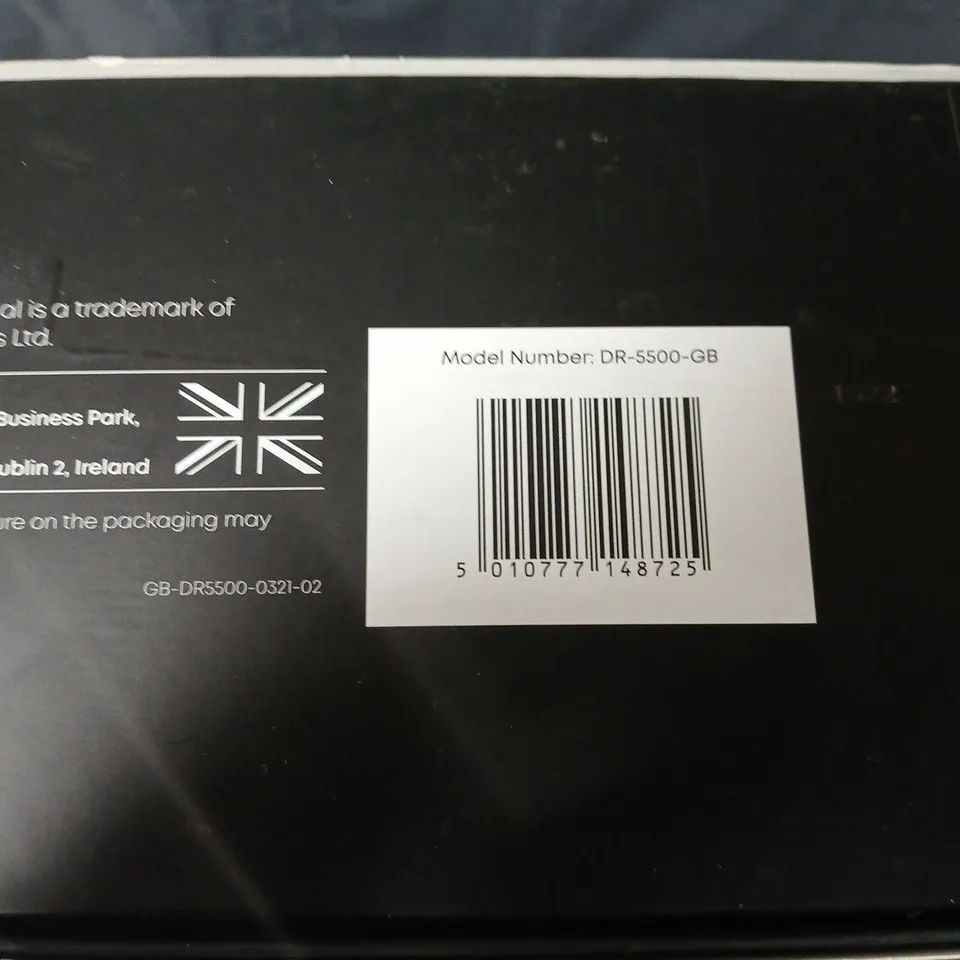 al is a trademark of
s Ltd.
Business Park,
ublin 2, Ireland
ure on the packaging may
GB-DR5500-0321-02
Model Number: DR-5500-GB
5 010777 148725